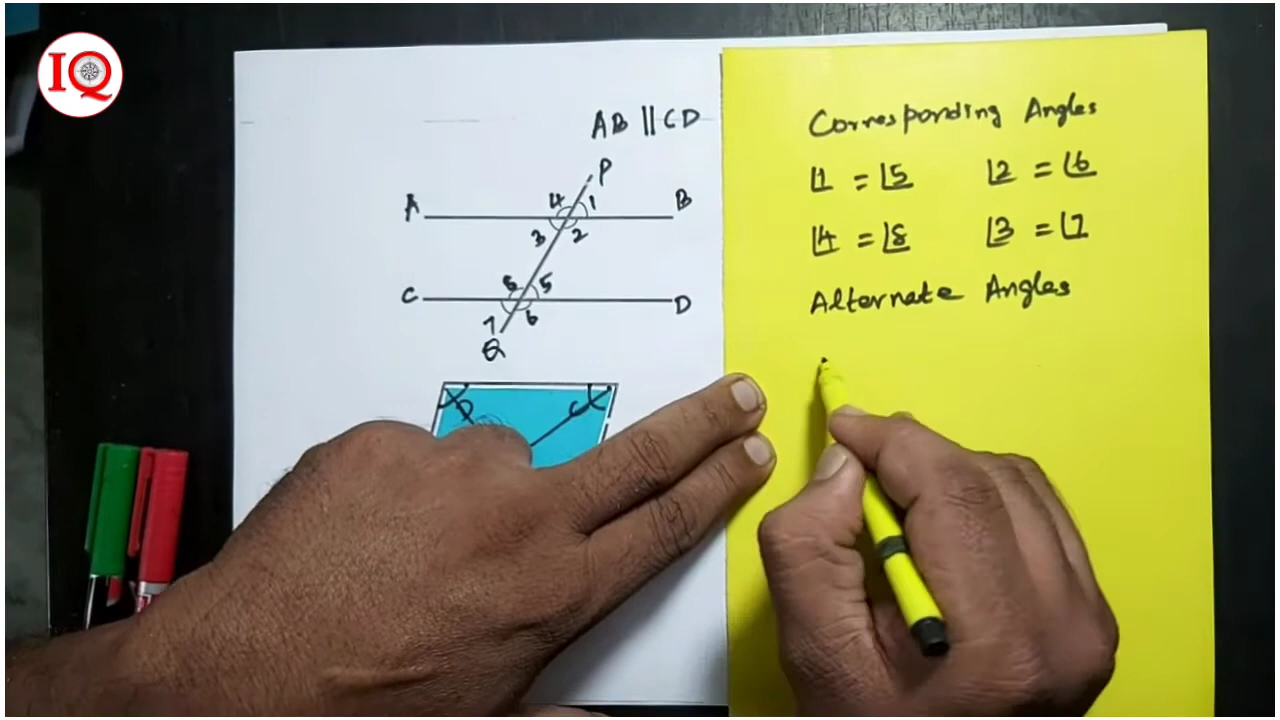 IQ
AB || CD
P
4 1
A B
3 2
8 5
C D
7 6
Q
Corresponding Angles
∠1 = ∠5 ∠2 = ∠6
∠4 = ∠8 ∠3 = ∠7
Alternate Angles